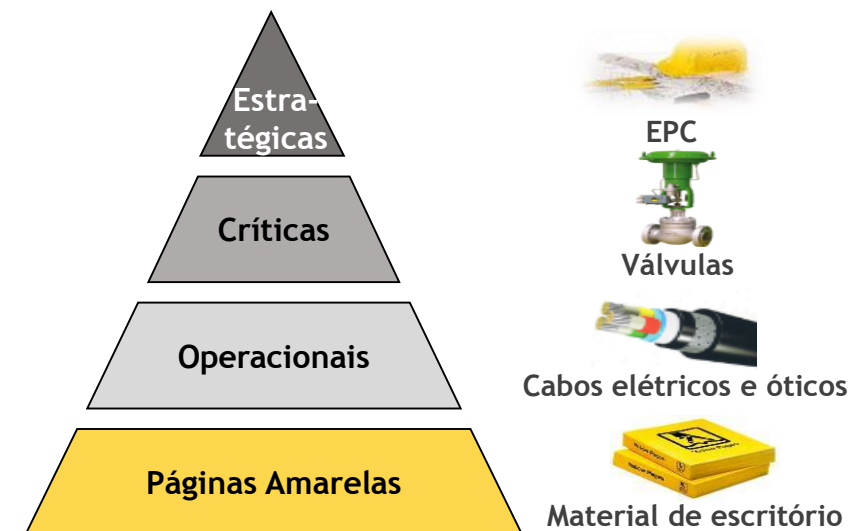 Estra-
tégicas
EPC
Críticas
Válvulas
Operacionais
Cabos elétricos e óticos
Páginas Amarelas
Material de escritório